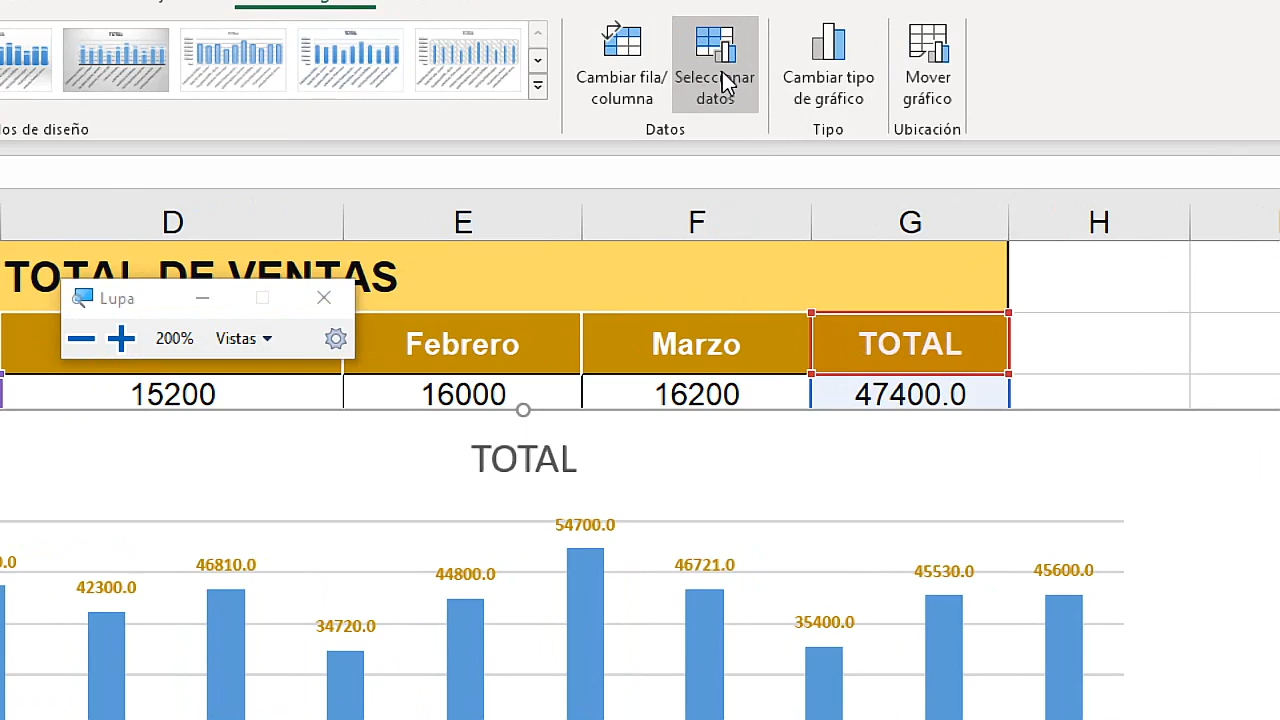 Cambiar fila/
columna
Seleccionar
datos
Cambiar tipo
de gráfico
Mover
gráfico
los de diseño
Datos
Tipo
Ubicación
D
E
F
G
H
TOTAL DE VENTAS
Lupa
200%
Vistas
Febrero
Marzo
TOTAL
15200
16000
16200
47400.0
TOTAL
54700.0
46810.0
46721.0
45530.0
45600.0
42300.0
44800.0
34720.0
35400.0